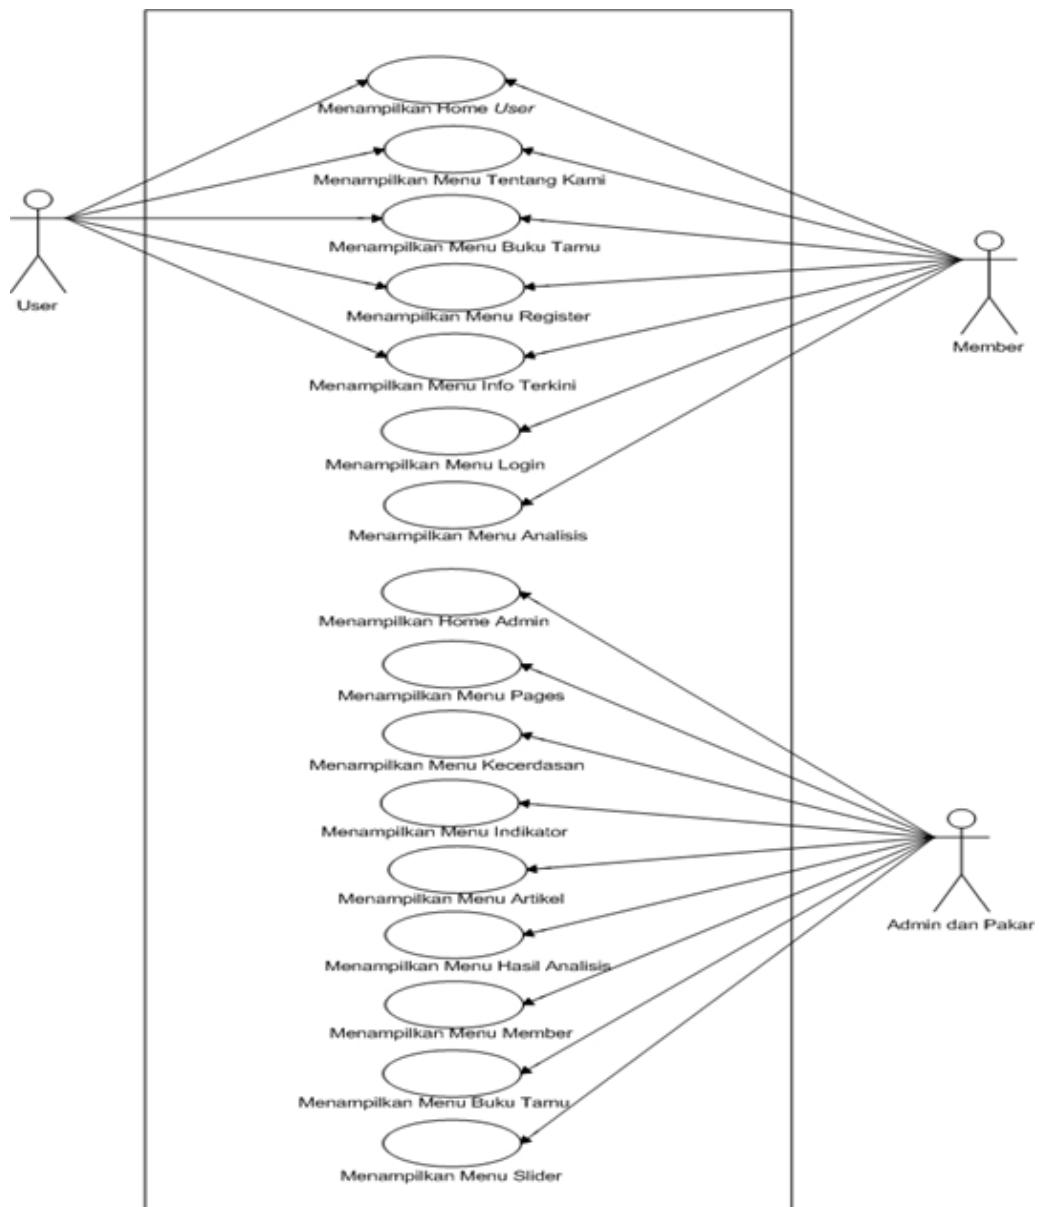 Menampilkan Home User
Menampilkan Menu Tentang Kami
Menampilkan Menu Buku Tamu
User
Menampilkan Menu Register
Member
Menampilkan Menu Info Terkini
Menampilkan Menu Login
Menampilkan Menu Analisis
Menampilkan Home Admin
Menampilkan Menu Pages
Menampilkan Menu Kecerdasan
Menampilkan Menu Indikator
Menampilkan Menu Artikel
Admin dan Pakar
Menampilkan Menu Hasil Analisis
Menampilkan Menu Member
Menampilkan Menu Buku Tamu
Menampilkan Menu Slider